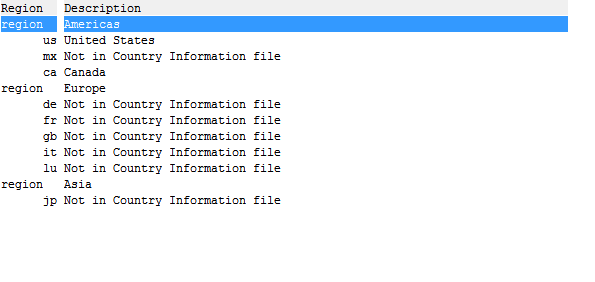 Region Description
region Americas
us United States
mx Not in Country Information file
ca Canada
region Europe
de Not in Country Information file
fr Not in Country Information file
gb Not in Country Information file
it Not in Country Information file
lu Not in Country Information file
region Asia
jp Not in Country Information file